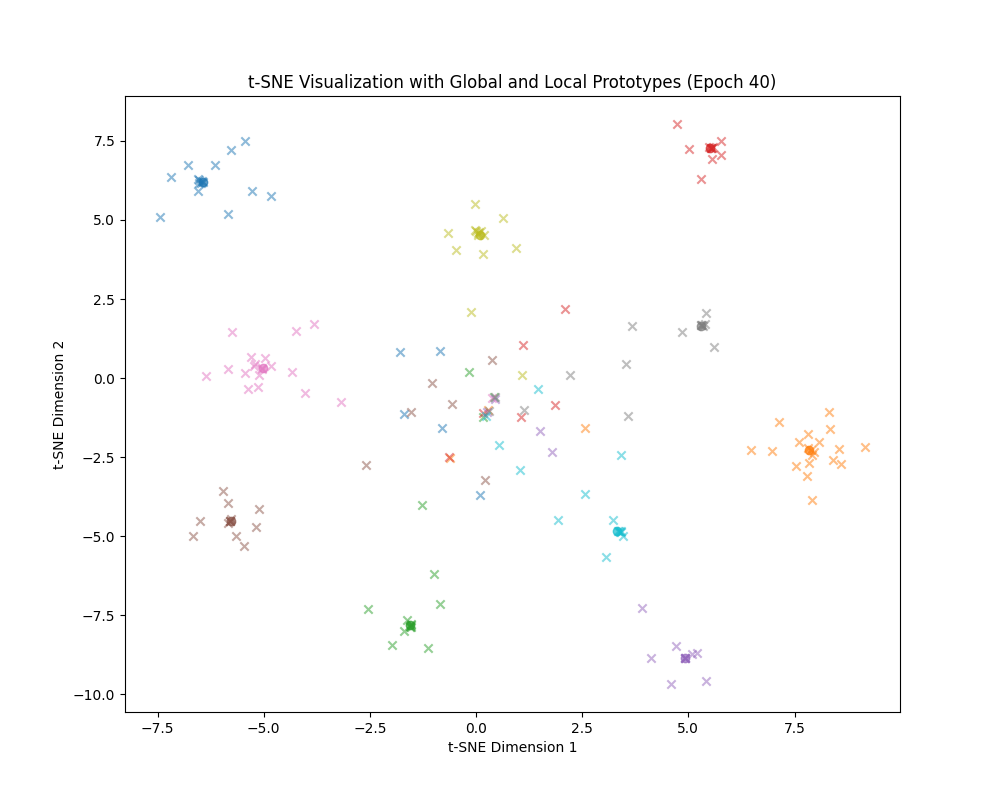 t-SNE Visualization with Global and Local Prototypes (Epoch 40)
7.5
5.0
2.5
0.0
−2.5
−5.0
−7.5
−10.0
t-SNE Dimension 2
−7.5 −5.0 −2.5 0.0 2.5 5.0 7.5
t-SNE Dimension 1